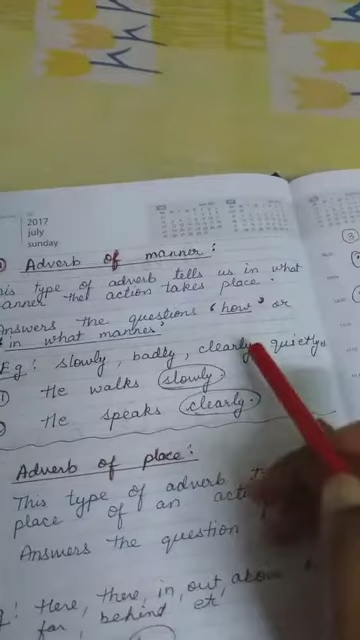 2017
july
sunday
Adverb of manner:
This type of adverb tells us in what
manner the action takes place.
Answers the questions 'how' or
'in what manner'
Eg: slowly, badly, clearly, quietly.
① He walks slowly.
He speaks clearly.
Adverb of place:
This type of adverb
place of an
Answers the question
Here, there, in, out, above
far, behind etc